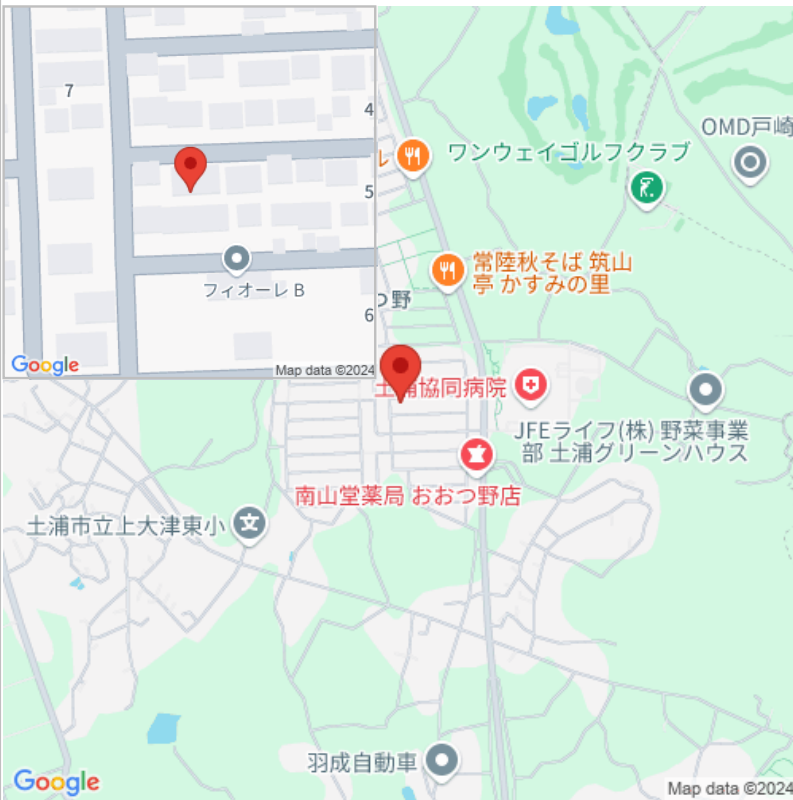 7
4
5
フィオーレ B
6
Google
Map data ©2024
OMD戸崎
ワンウェイゴルフクラブ
常陸秋そば 筑山
亭 かすみの里
つ野
土浦協同病院
JFEライフ(株) 野菜事業
部 土浦グリーンハウス
南山堂薬局 おおつ野店
土浦市立上大津東小
文
羽成自動車
Google
Map data ©2024